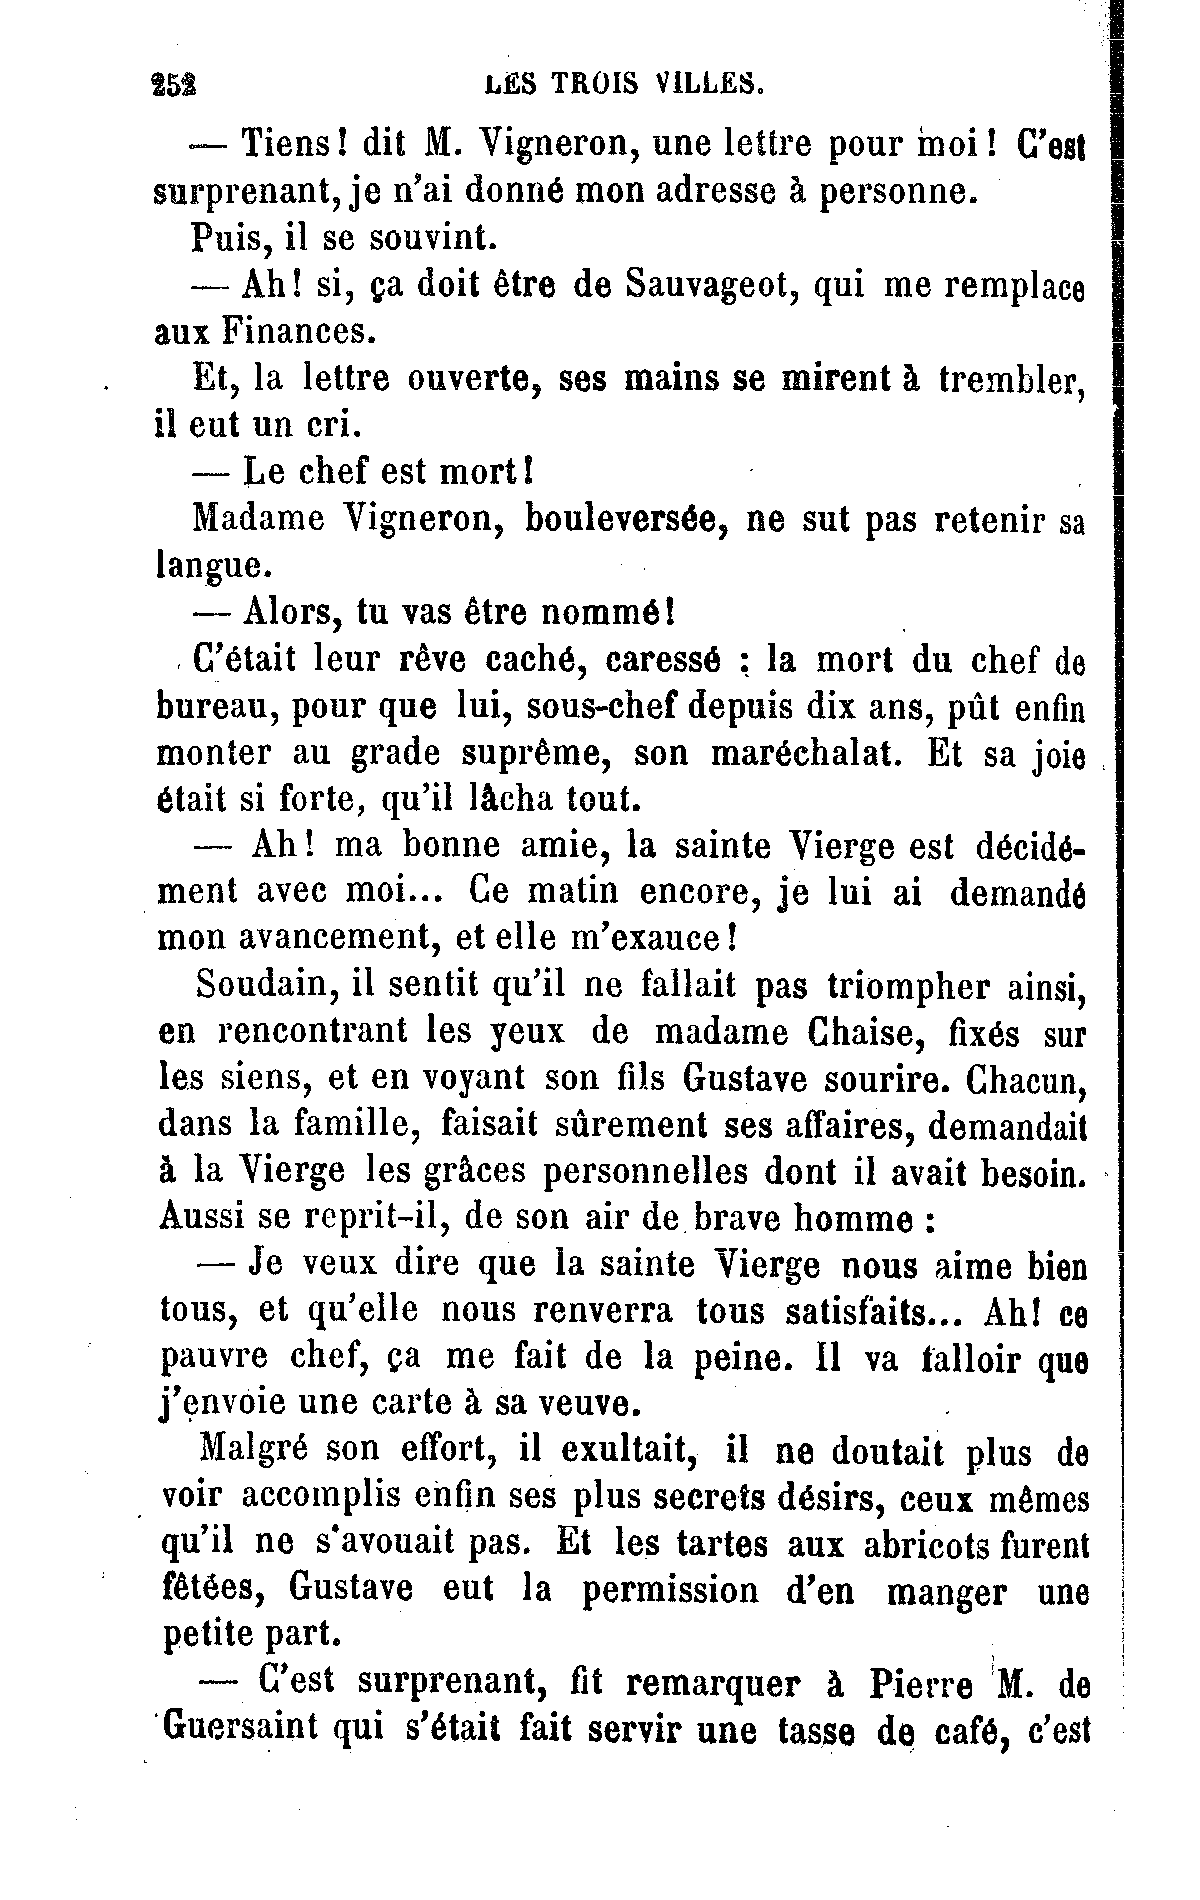 252 LES TROIS VILLES.
— Tiens! dit M. Vigneron, une lettre pour moi! C'est
surprenant, je n'ai donné mon adresse à personne.
Puis, il se souvint.
— Ah! si, ça doit être de Sauvageot, qui me remplace
aux Finances.
Et, la lettre ouverte, ses mains se mirent à trembler,
il eut un cri.
— Le chef est mort!
Madame Vigneron, bouleversée, ne sut pas retenir sa
langue.
— Alors, tu vas être nommé!
C'était leur rêve caché, caressé : la mort du chef de
bureau, pour que lui, sous-chef depuis dix ans, pût enfin
monter au grade suprême, son maréchalat. Et sa joie
était si forte, qu'il lâcha tout.
— Ah! ma bonne amie, la sainte Vierge est décidé-
ment avec moi... Ce matin encore, je lui ai demandé
mon avancement, et elle m'exauce!
Soudain, il sentit qu'il ne fallait pas triompher ainsi,
en rencontrant les yeux de madame Chaise, fixés sur
les siens, et en voyant son fils Gustave sourire. Chacun,
dans la famille, faisait sûrement ses affaires, demandait
à la Vierge les grâces personnelles dont il avait besoin.
Aussi se reprit-il, de son air de brave homme :
— Je veux dire que la sainte Vierge nous aime bien
tous, et qu'elle nous renverra tous satisfaits... Ah! ce
pauvre chef, ça me fait de la peine. Il va falloir que
j'envoie une carte à sa veuve.
Malgré son effort, il exultait, il ne doutait plus de
voir accomplis enfin ses plus secrets désirs, ceux mêmes
qu'il ne s'avouait pas. Et les tartes aux abricots furent
fêtées, Gustave eut la permission d'en manger une
petite part.
— C'est surprenant, fit remarquer à Pierre M. de
Guersaint qui s'était fait servir une tasse de café, c'est